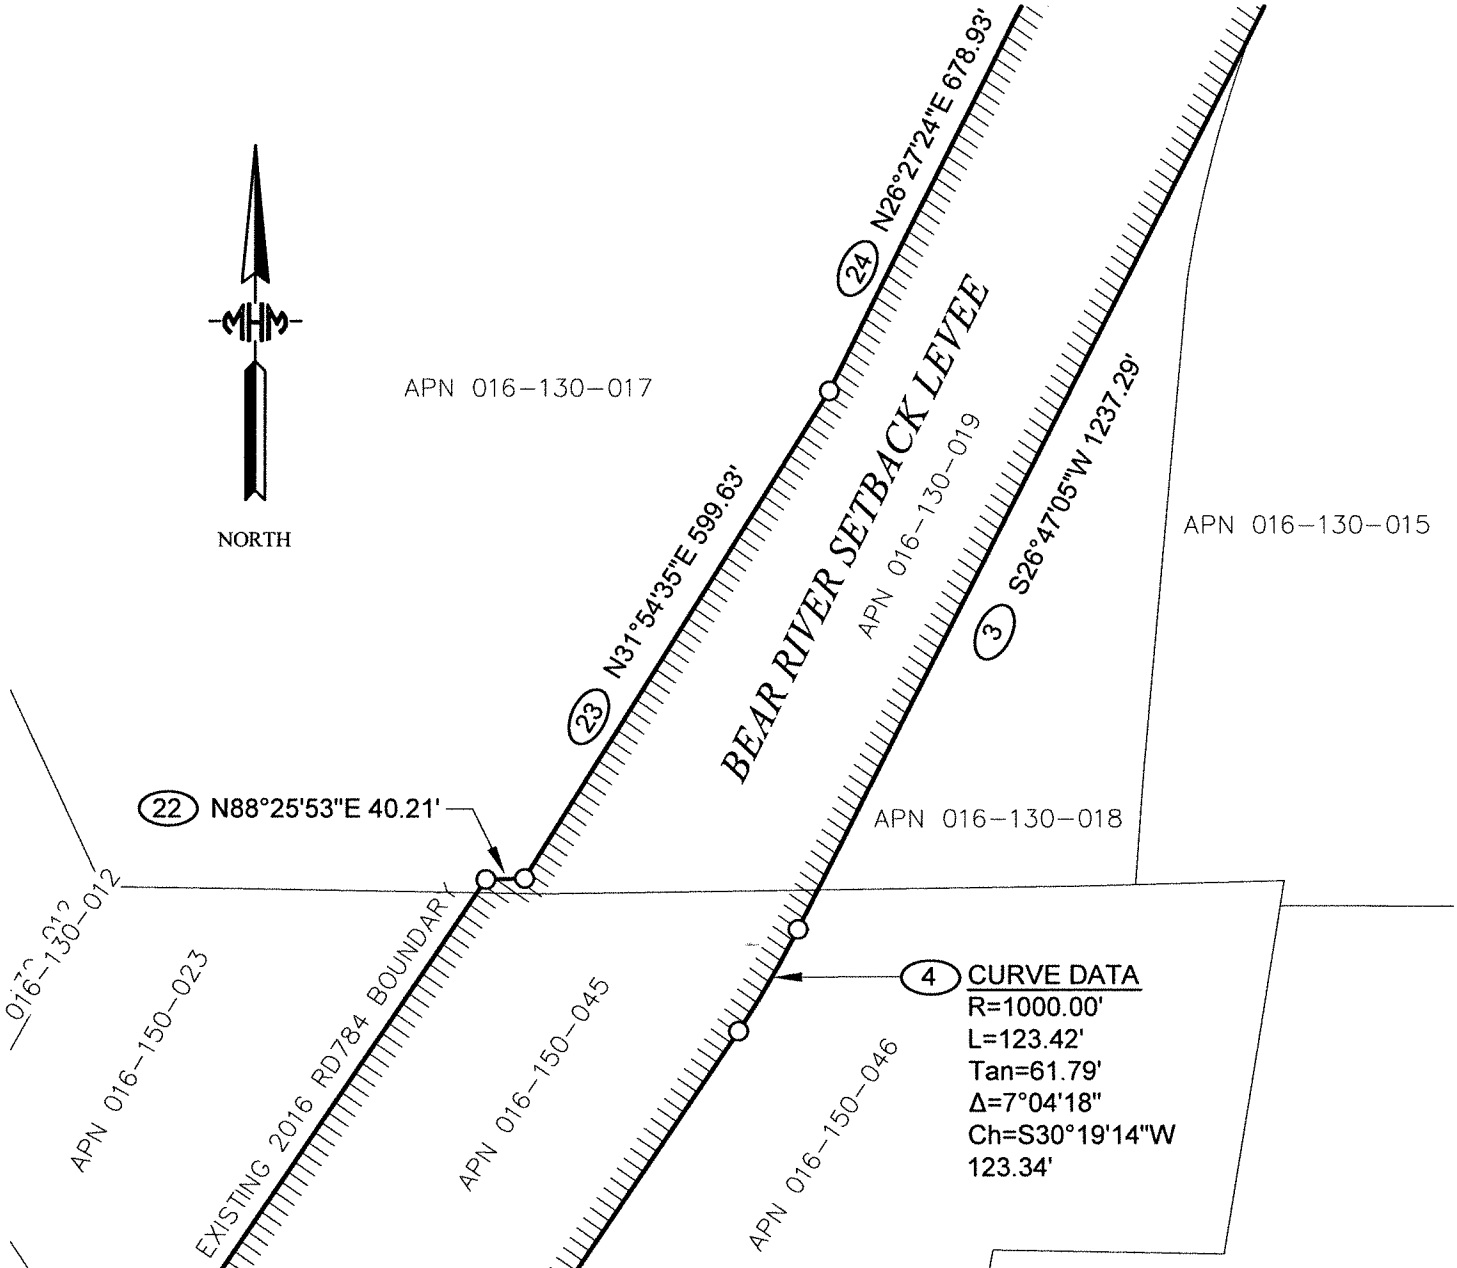 24 N26°27'24"E 678.93'
MHM
NORTH
APN 016-130-017
BEAR RIVER SETBACK LEVEE
APN 016-130-019
3 S26°47'05"W 1237.29'
APN 016-130-015
23 N31°54'35"E 599.63'
22 N88°25'53"E 40.21'
APN 016-130-018
016-130-012
APN 016-150-023
EXISTING 2016 RD784 BOUNDARY
APN 016-150-045
APN 016-150-046
4 CURVE DATA
R=1000.00'
L=123.42'
Tan=61.79'
Δ=7°04'18"
Ch=S30°19'14"W
123.34'